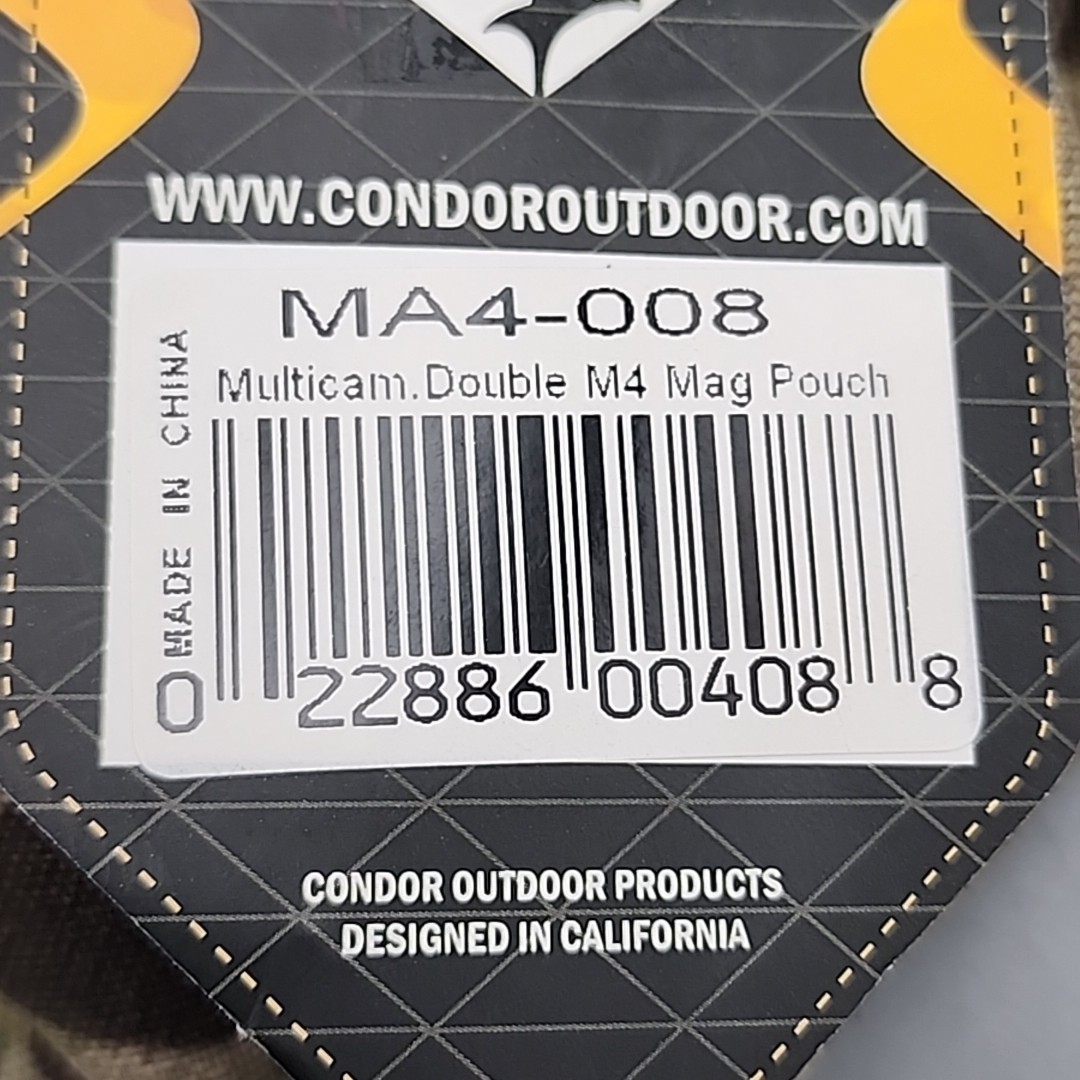 WWW.CONDOROUTDOOR.COM
MA4-008
Multicam.Double M4 Mag Pouch
MADE IN CHINA
0 22886 00408 8
CONDOR OUTDOOR PRODUCTS
DESIGNED IN CALIFORNIA